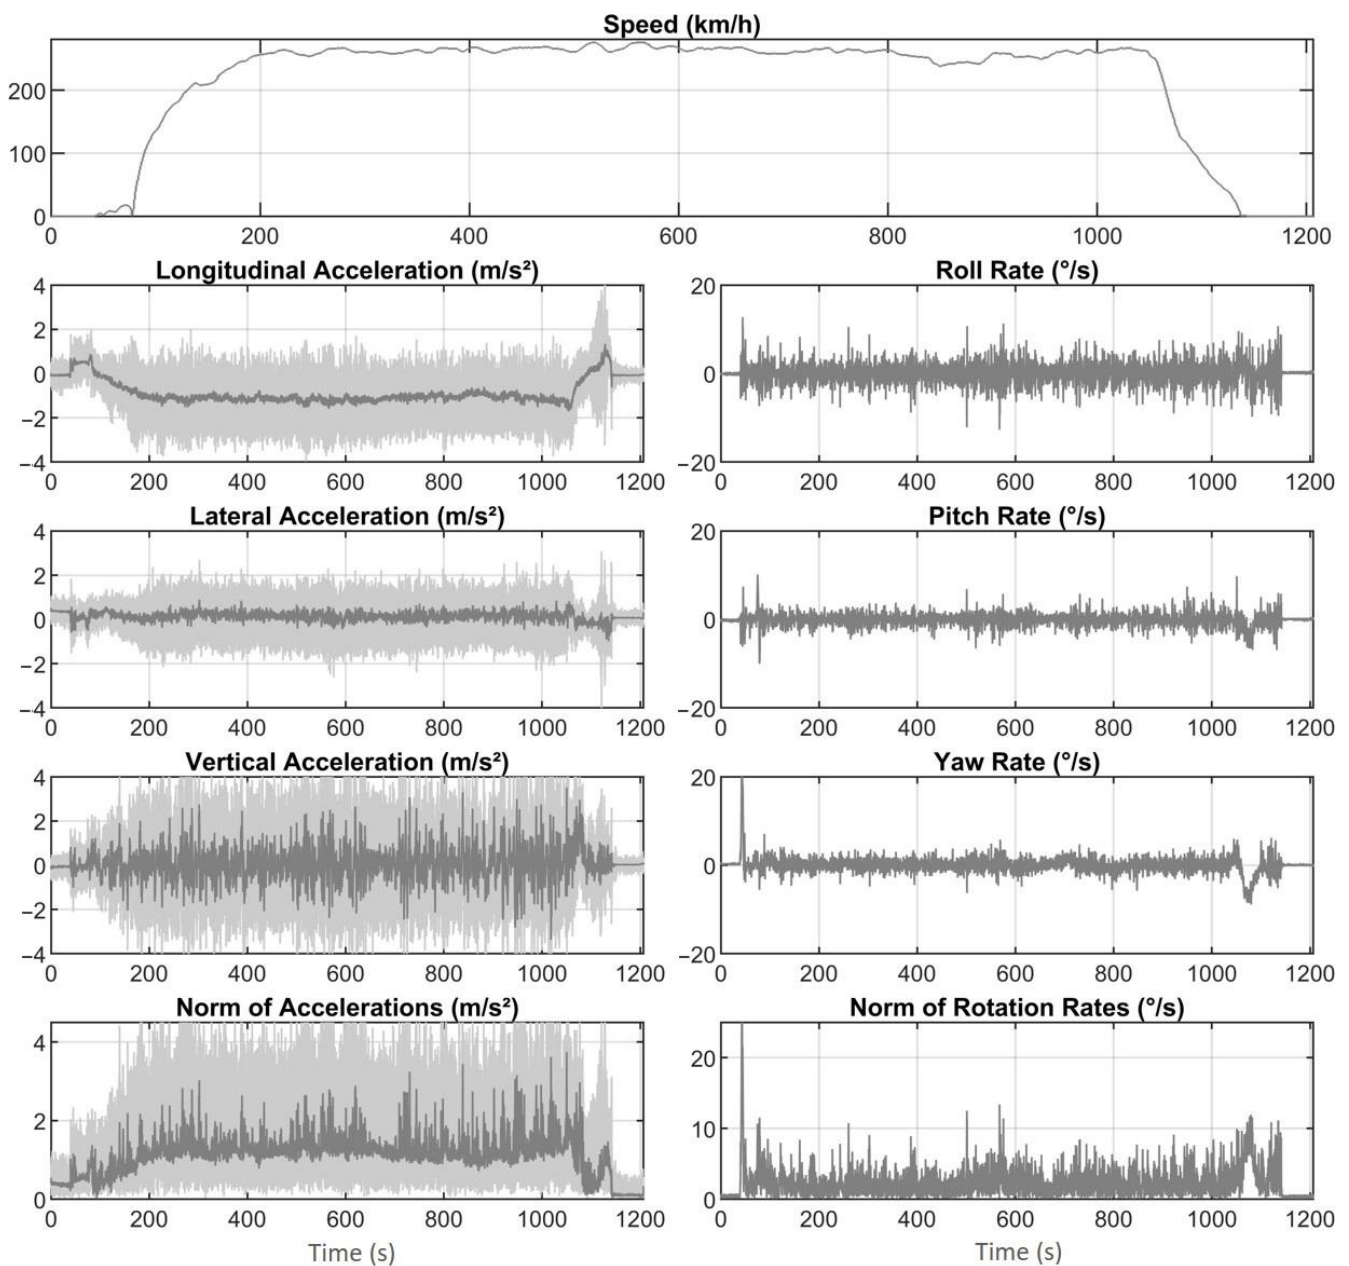 Speed (km/h)
200
100
0
0 200 400 600 800 1000 1200
Longitudinal Acceleration (m/s²) Roll Rate (°/s)
4 20
2
0 0
−2
−4 −20
0 200 400 600 800 1000 1200 0 200 400 600 800 1000 1200
Lateral Acceleration (m/s²) Pitch Rate (°/s)
4 20
2
0 0
−2
−4 −20
0 200 400 600 800 1000 1200 0 200 400 600 800 1000 1200
Vertical Acceleration (m/s²) Yaw Rate (°/s)
4 20
2
0 0
−2
−4 −20
0 200 400 600 800 1000 1200 0 200 400 600 800 1000 1200
Norm of Accelerations (m/s²) Norm of Rotation Rates (°/s)
4 20
2 10
0 0
0 200 400 600 800 1000 1200 0 200 400 600 800 1000 1200
Time (s) Time (s)